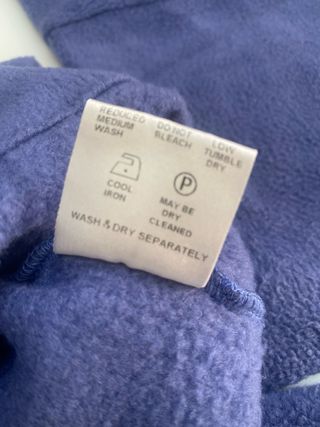 REDUCED DO NOT LOW
MEDIUM BLEACH TUMBLE
WASH DRY
P
COOL MAY BE
IRON DRY
CLEANED
WASH & DRY SEPARATELY